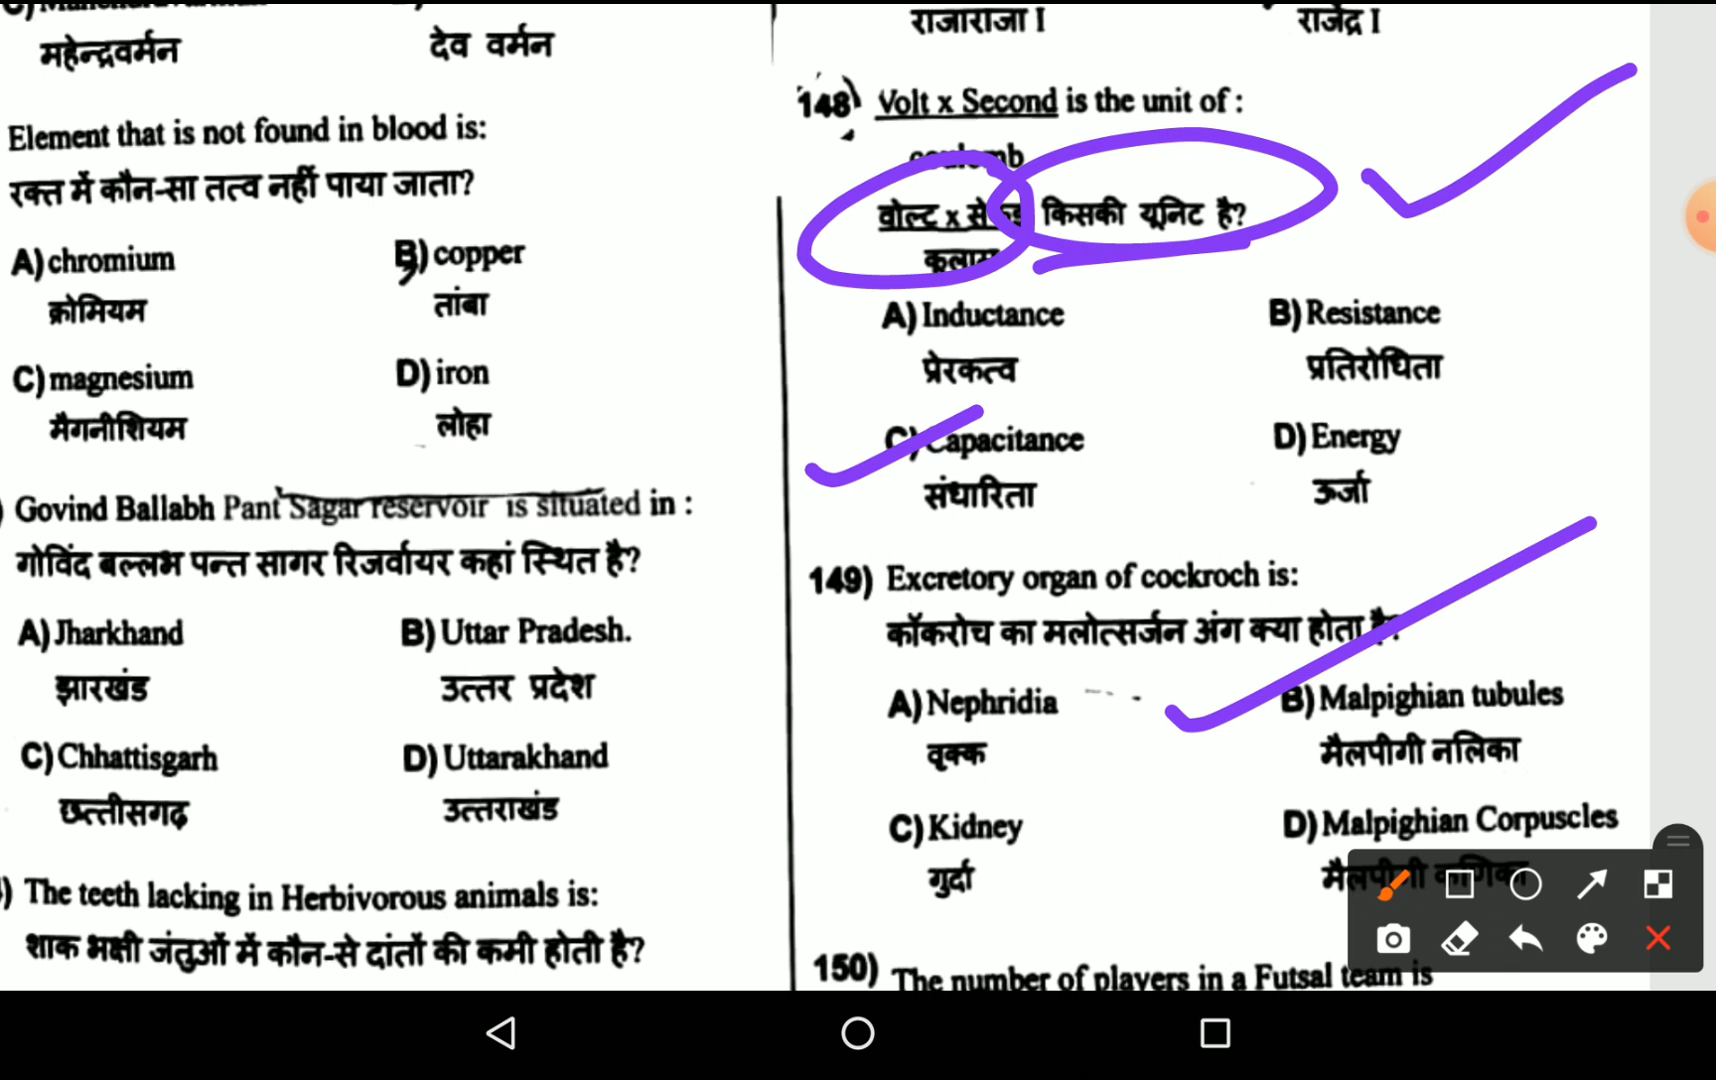 महेन्द्रवर्मन
देव वर्मन
Element that is not found in blood is:
रक्त में कौन-सा तत्व नहीं पाया जाता?
A) chromium
B) copper
क्रोमियम
तांबा
C) magnesium
D) iron
मैगनीशियम
लोहा
Govind Ballabh Pant Sagar reservoir is situated in :
गोविंद बल्लभ पन्त सागर रिजर्वायर कहां स्थित है?
A) Jharkhand
B) Uttar Pradesh.
झारखंड
उत्तर प्रदेश
C) Chhattisgarh
D) Uttarakhand
छत्तीसगढ़
उत्तराखंड
) The teeth lacking in Herbivorous animals is:
शाक भक्षी जंतुओं में कौन-से दांतों की कमी होती है?
राजाराजा I
राजेंद्र I
148) Volt x Second is the unit of :
coulomb
वोल्ट x किसकी यूनिट है?
A) Inductance
B) Resistance
प्रेरकत्व
प्रतिरोधिता
C) Capacitance
D) Energy
संधारिता
ऊर्जा
149) Excretory organ of cockroch is:
कॉकरोच का मलोत्सर्जन अंग क्या होता है?
A) Nephridia
B) Malpighian tubules
वृक्क
मैलपीगी नलिका
C) Kidney
D) Malpighian Corpuscles
गुर्दा
मैलपीगी
150) The number of players in a Futsal team is